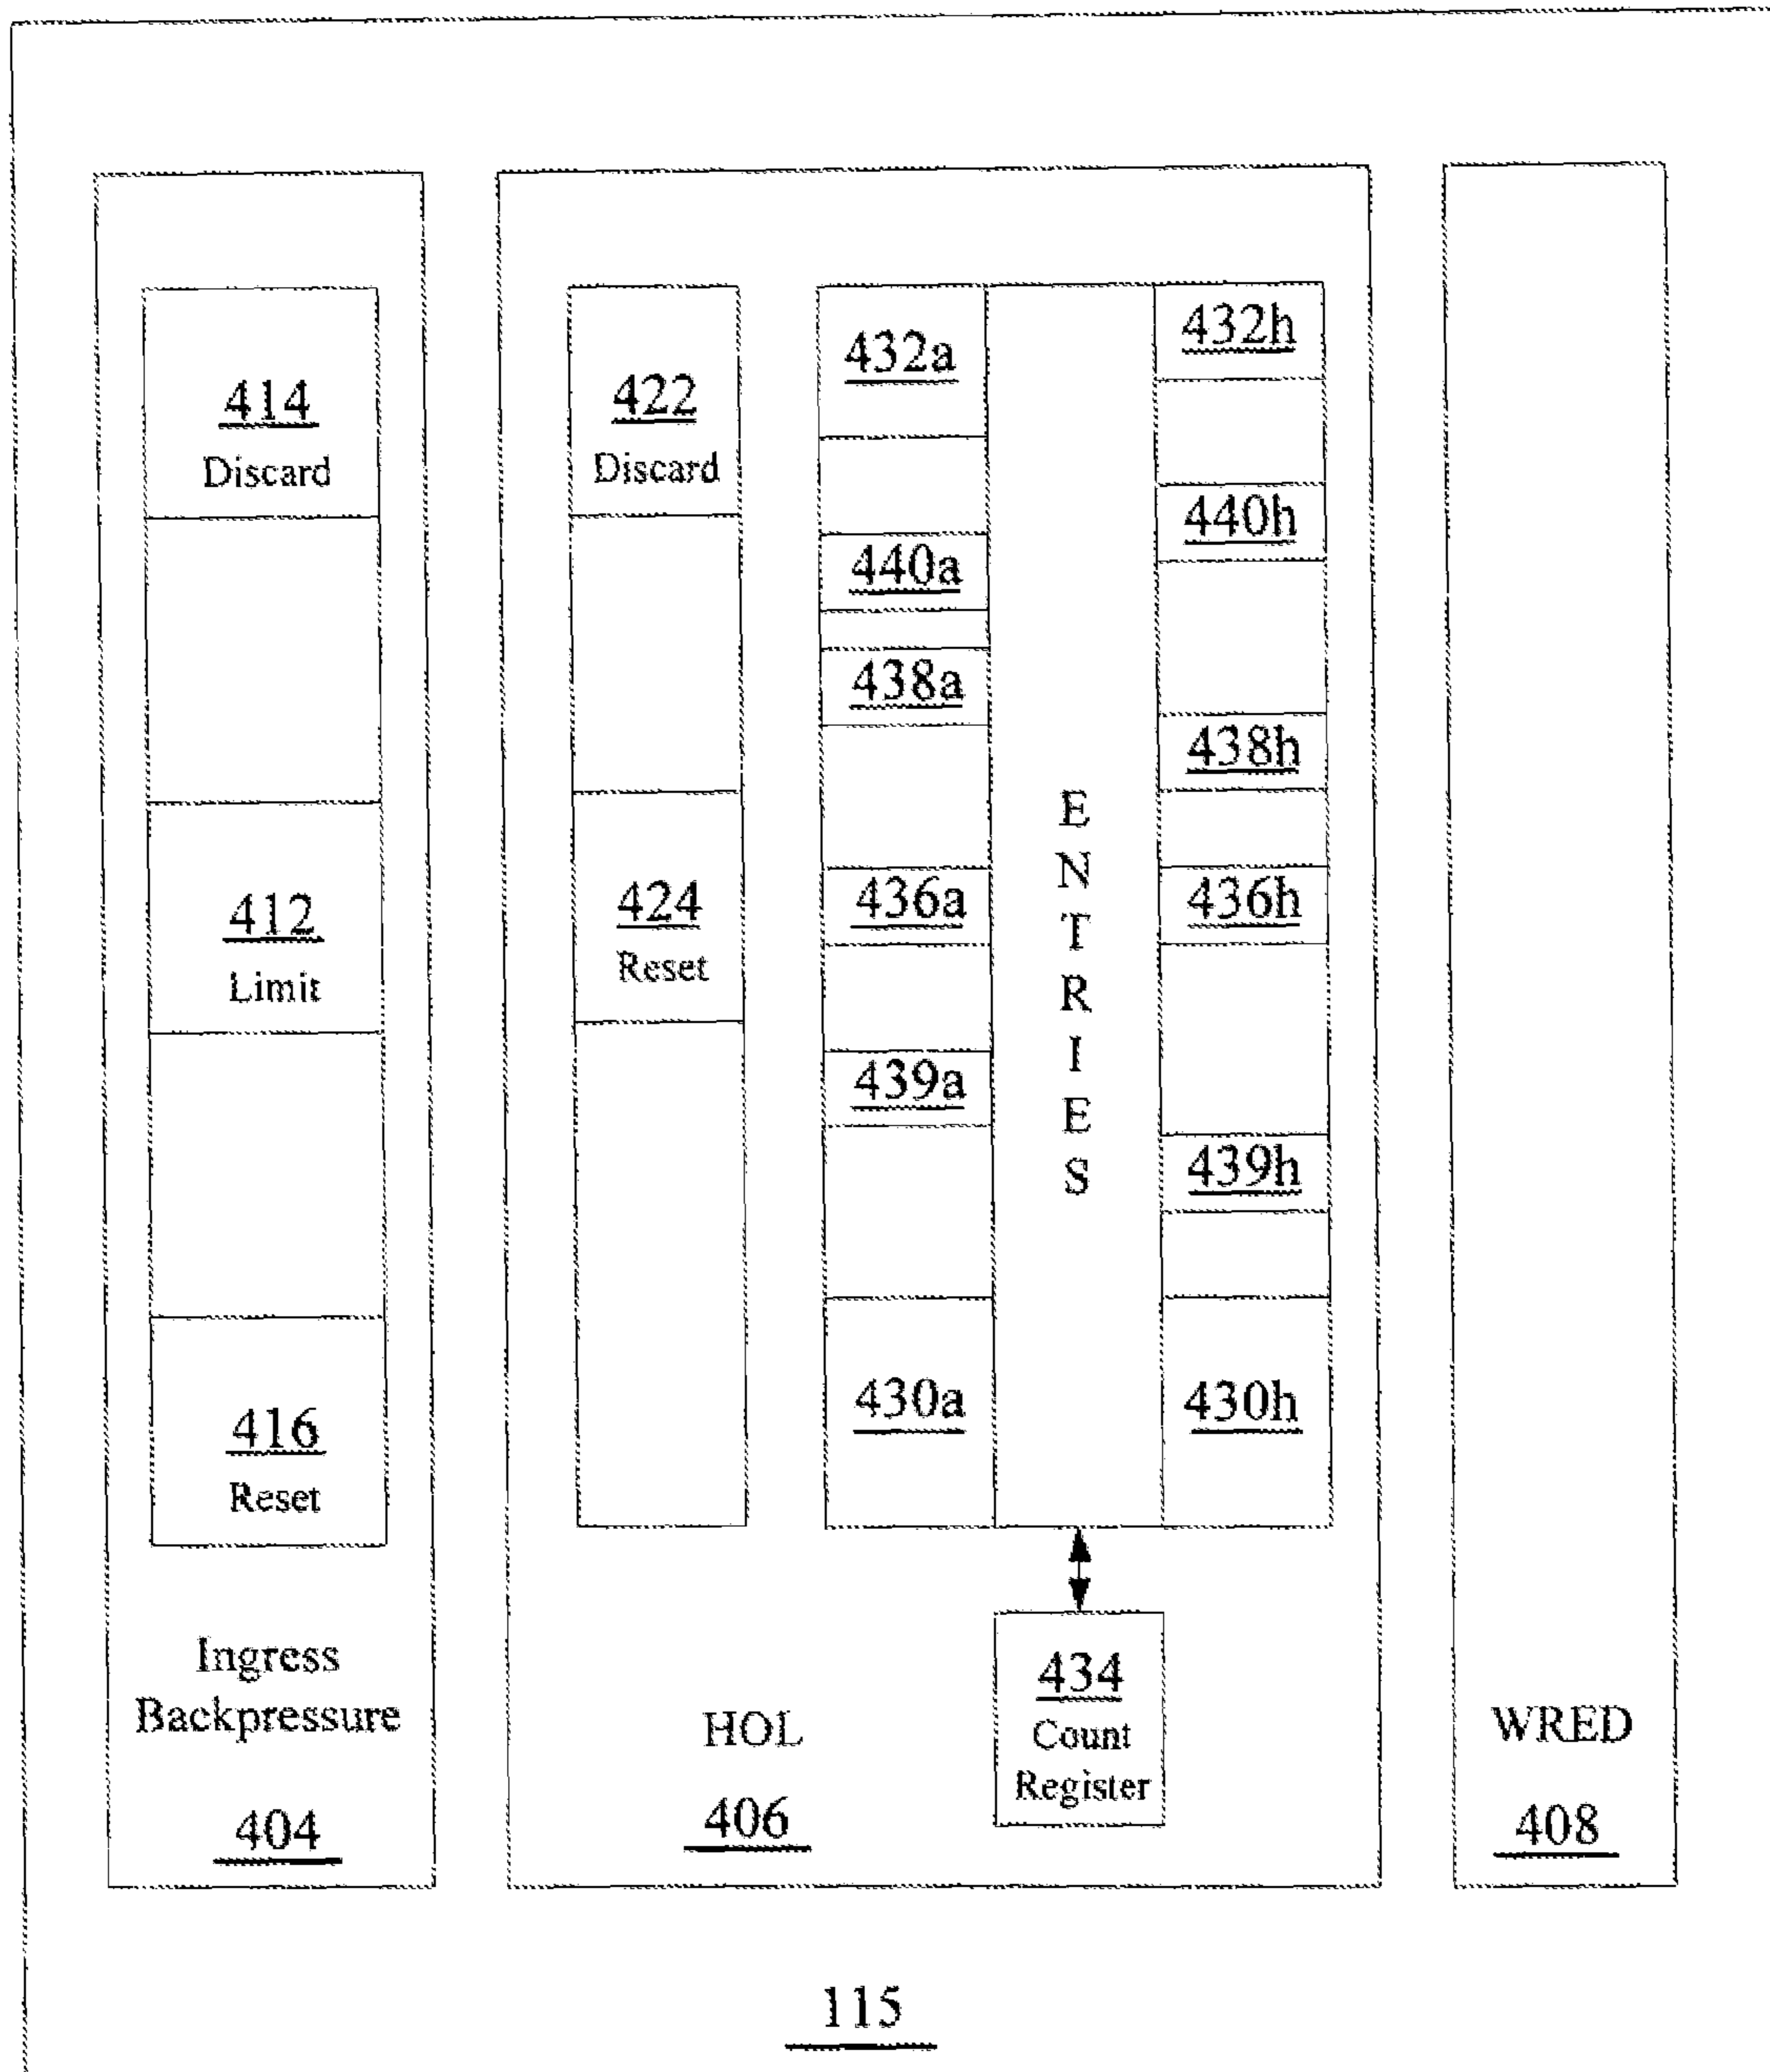 414
Discard
412
Limit
416
Reset
Ingress
Backpressure
404
422
Discard
424
Reset
432a
440a
438a
436a
439a
430a
E
N
T
R
I
E
S
432h
440h
438h
436h
439h
430h
434
Count
Register
HOL
406
WRED
408
115